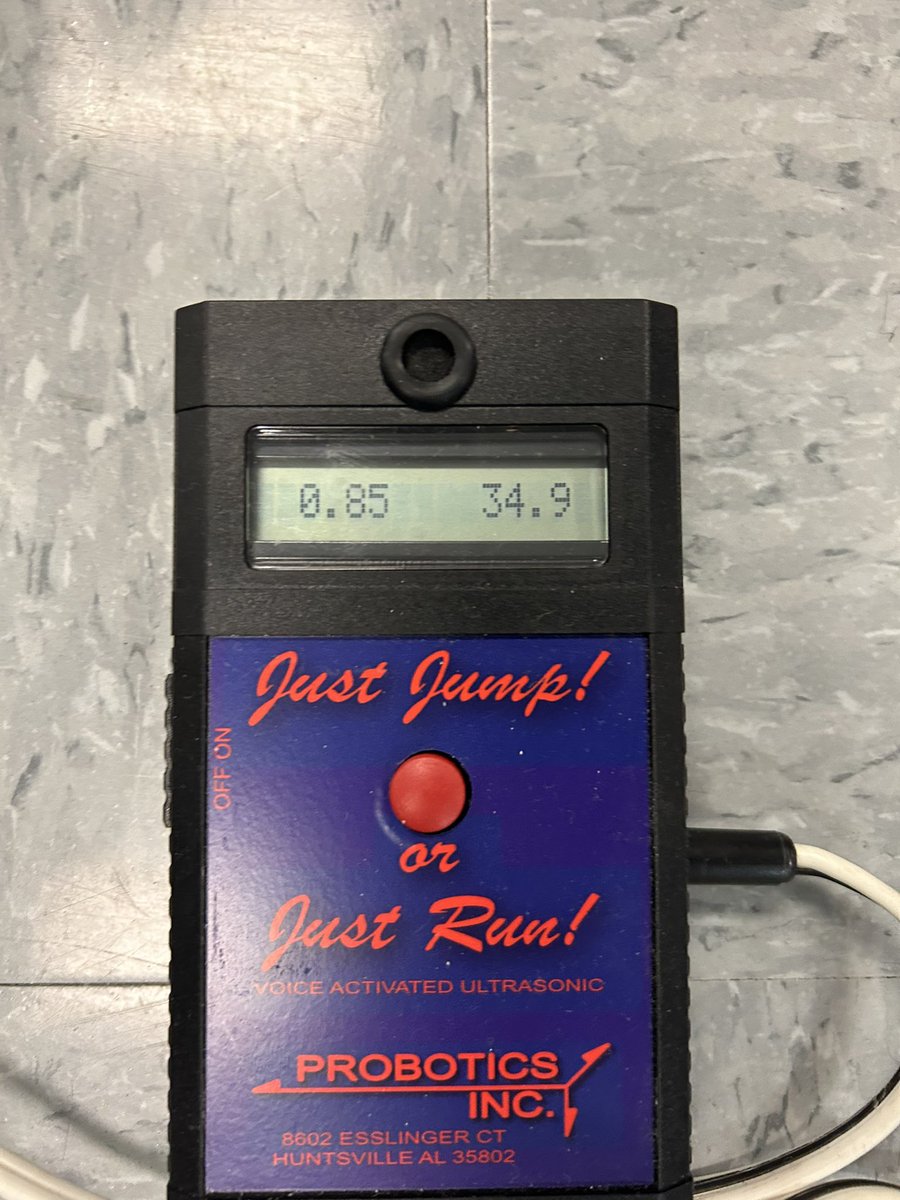 0.85 34.9
Just Jump!
OFF ON
or
Just Run!
VOICE ACTIVATED ULTRASONIC
PROBOTICS
INC.
8602 ESSLINGER CT
HUNTSVILLE AL 35802